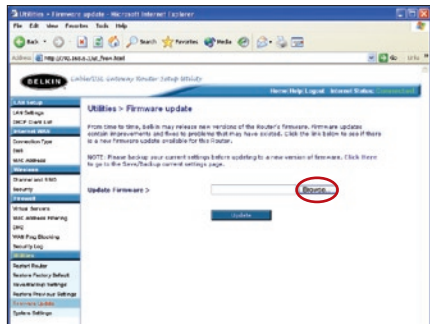 Utilities > Firmware update - Microsoft Internet Explorer
File Edit View Favorites Tools Help
Back Search Favorites Media
Address
BELKIN Cable/DSL Gateway Router Setup Utility
Home|Help|Logout Internet Status: Connected
LAN Setup
LAN Settings
DHCP Client List
Internet WAN
Connection Type
DNS
MAC Address
Wireless
Channel and SSID
Security
Firewall
Virtual Servers
MAC Address Filtering
DMZ
WAN Ping Blocking
Security Log
Utilities
Restart Router
Restore Factory Default
Save/Backup Settings
Restore Previous Settings
Firmware Update
System Settings
Utilities > Firmware update
From time to time, Belkin may release new versions of the Router's firmware. Firmware updates
contain improvements and fixes to problems that may have existed. Click the link below to see if there
is a new firmware update available for this Router.
NOTE: Please backup your current settings before updating to a new version of firmware. Click Here
to go to the Save/Backup current settings page.
Update Firmware >
Browse...
Update